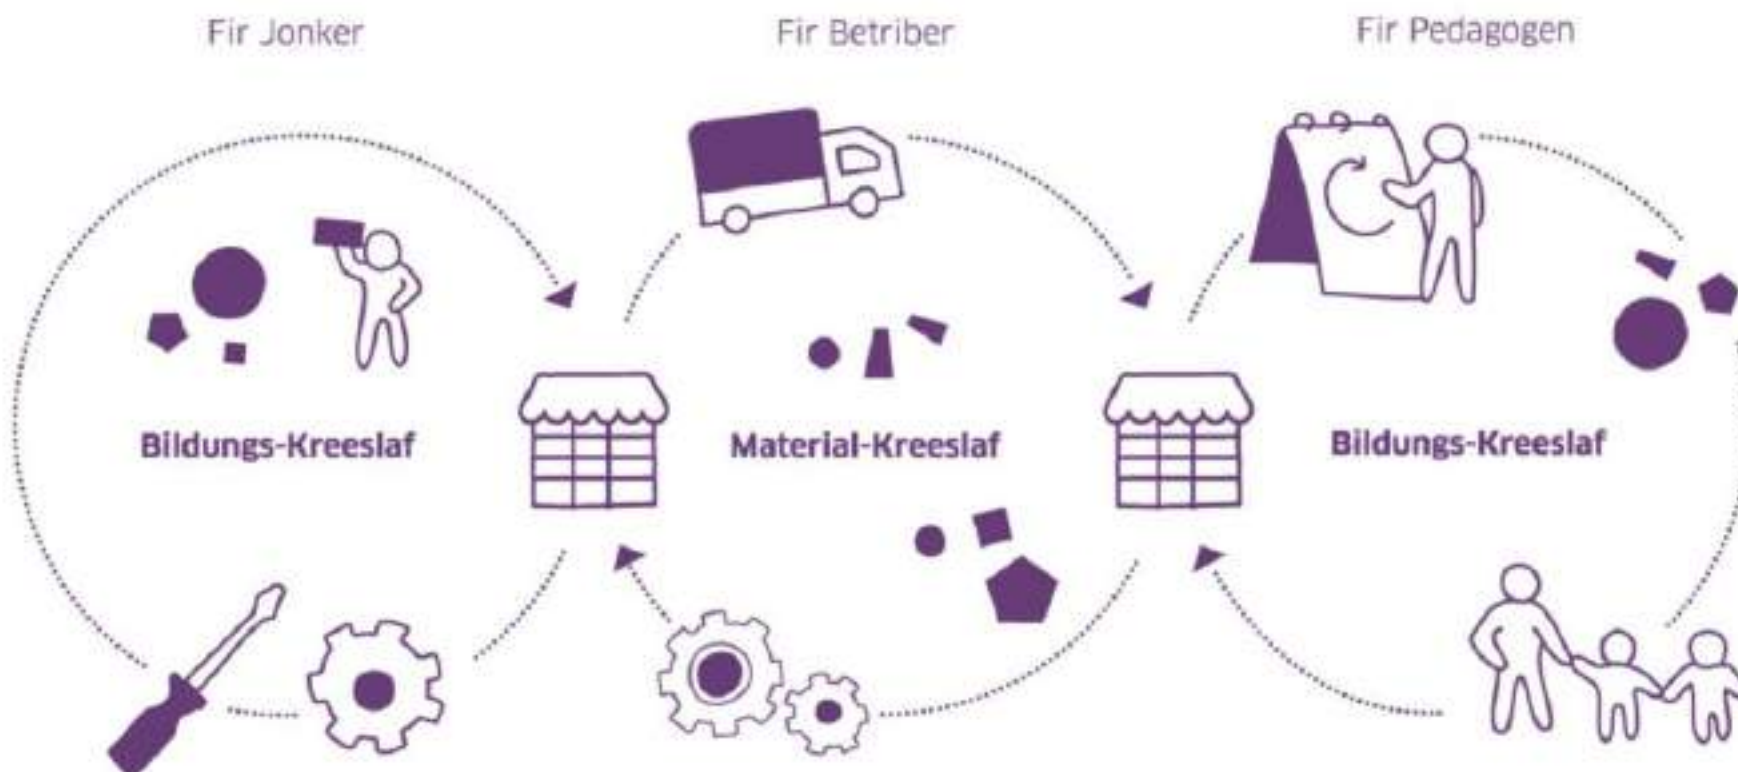 Fir Jonker
Fir Betriber
Fir Pedagogen
Bildungs-Kreeslaf
Material-Kreeslaf
Bildungs-Kreeslaf